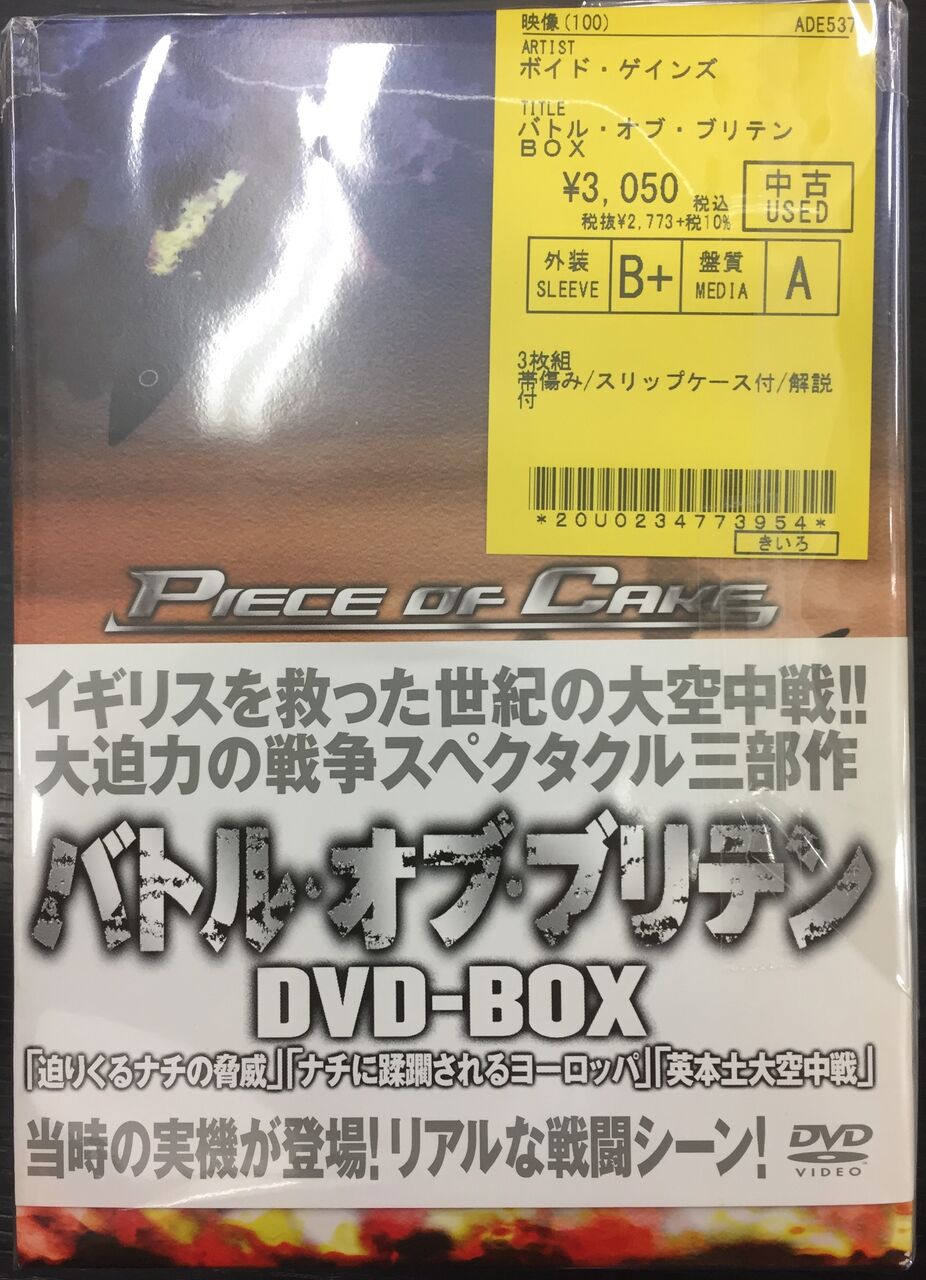 映像(100) ADE537
ARTIST
ボイド・ゲインズ
TITLE
バトル・オブ・ブリテン
BOX
¥3,050 税込
税抜¥2,773+税10%
中古
USED
外装
SLEEVE
B+
盤質
MEDIA
A
3枚組
帯傷み/スリップケース付/解説
付
*20U0234773954*
きいろ
PIECE OF CAKE
イギリスを救った世紀の大空中戦!!
大迫力の戦争スペクタクル三部作
バトル・オブ・ブリテン
DVD-BOX
「迫りくるナチの脅威」「ナチに蹂躙されるヨーロッパ」「英本土大空中戦」
当時の実機が登場!リアルな戦闘シーン!
DVD
VIDEO